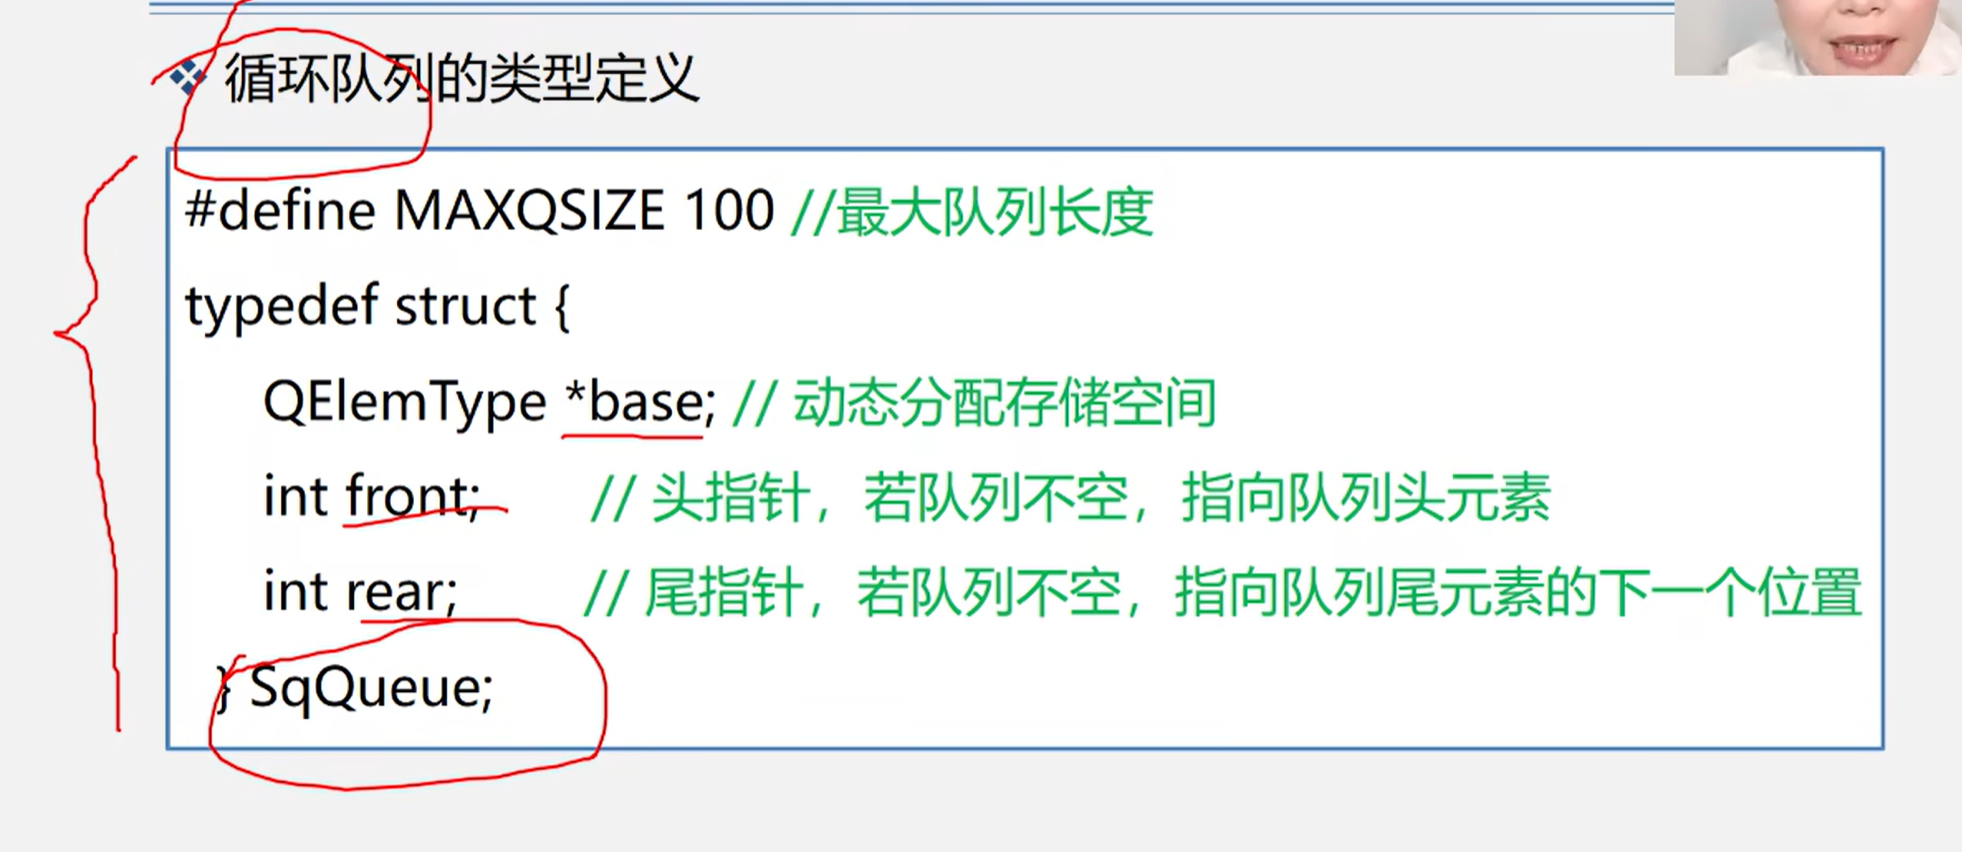 循环队列的类型定义
#define MAXQSIZE 100 //最大队列长度
typedef struct {
QElemType *base; // 动态分配存储空间
int front; // 头指针，若队列不空，指向队列头元素
int rear; // 尾指针，若队列不空，指向队列尾元素的下一个位置
} SqQueue;